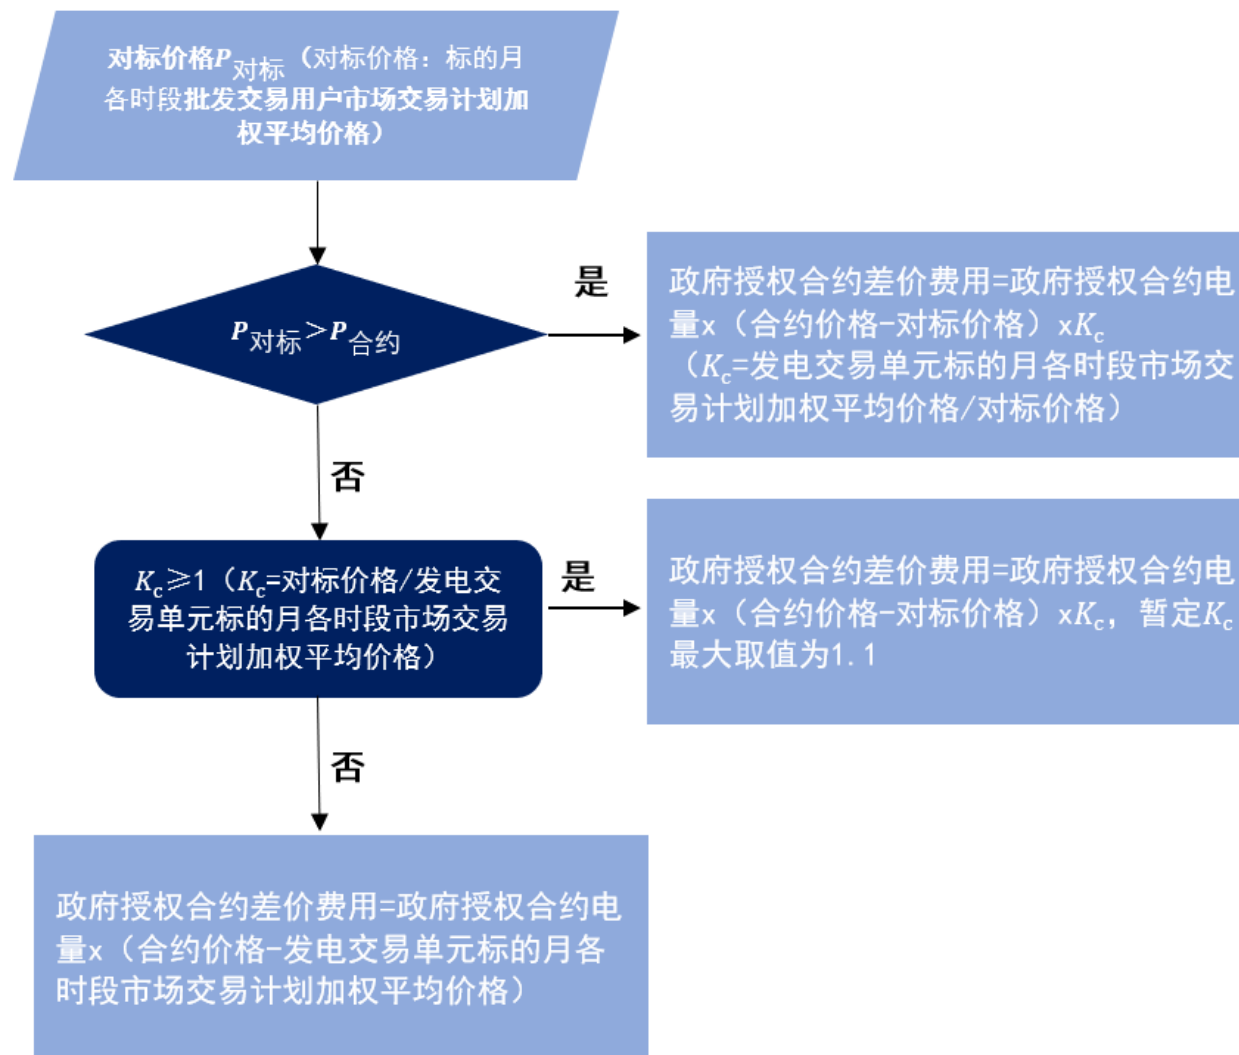 对标价格P对标（对标价格：标的月
各时段批发交易用户市场交易计划加
权平均价格）
P对标＞P合约
是
政府授权合约差价费用=政府授权合约电
量x（合约价格-对标价格）xKc
（Kc=发电交易单元标的月各时段市场交
易计划加权平均价格/对标价格）
否
Kc≥1（Kc=对标价格/发电交
易单元标的月各时段市场交易
计划加权平均价格）
是
政府授权合约差价费用=政府授权合约电
量x（合约价格-对标价格）xKc，暂定Kc
最大取值为1.1
否
政府授权合约差价费用=政府授权合约电
量x（合约价格-发电交易单元标的月各
时段市场交易计划加权平均价格）